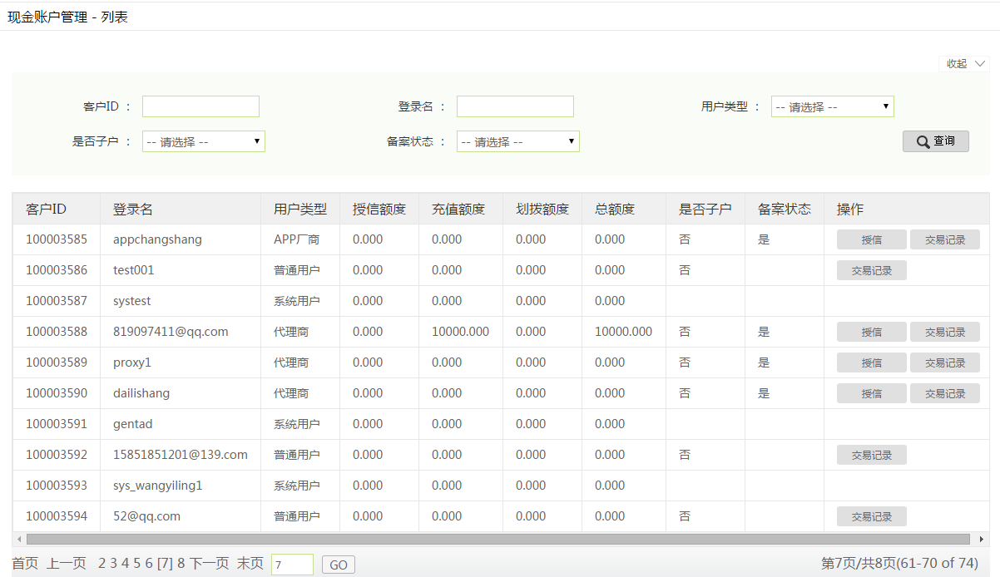 现金账户管理 - 列表
收起
客户ID ： 登录名 ： 用户类型 ： -- 请选择 --
是否子户 ： -- 请选择 -- 备案状态 ： -- 请选择 -- 查询
客户ID 登录名 用户类型 授信额度 充值额度 划拨额度 总额度 是否子户 备案状态 操作
100003585 appchangshang APP厂商 0.000 0.000 0.000 0.000 否 是 授信 交易记录
100003586 test001 普通用户 0.000 0.000 0.000 0.000 否 交易记录
100003587 systest 系统用户 0.000 0.000 0.000 0.000
100003588 819097411@qq.com 代理商 0.000 10000.000 0.000 10000.000 否 是 授信 交易记录
100003589 proxy1 代理商 0.000 0.000 0.000 0.000 否 是 授信 交易记录
100003590 dailishang 代理商 0.000 0.000 0.000 0.000 否 是 授信 交易记录
100003591 gentad 系统用户 0.000 0.000 0.000 0.000
100003592 15851851201@139.com 普通用户 0.000 0.000 0.000 0.000 否 交易记录
100003593 sys_wangyiling1 系统用户 0.000 0.000 0.000 0.000
100003594 52@qq.com 普通用户 0.000 0.000 0.000 0.000 否 交易记录
首页 上一页 2 3 4 5 6 [7] 8 下一页 末页 7 GO 第7页/共8页(61-70 of 74)